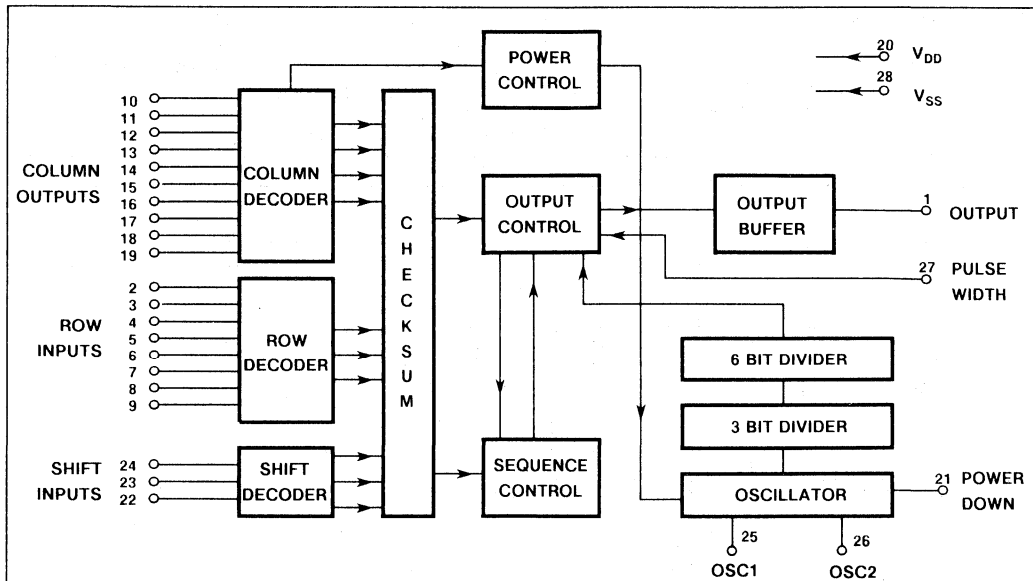 POWER
CONTROL
20 V_DD
28 V_SS
10
11
12
13
14
15
16
17
18
19
COLUMN
OUTPUTS
COLUMN
DECODER
CHECKSUM
OUTPUT
CONTROL
OUTPUT
BUFFER
1 OUTPUT
27 PULSE
WIDTH
2
3
4
5
6
7
8
9
ROW
INPUTS
ROW
DECODER
6 BIT DIVIDER
3 BIT DIVIDER
SHIFT
INPUTS
24
23
22
SHIFT
DECODER
SEQUENCE
CONTROL
OSCILLATOR
21 POWER
DOWN
25
OSC1
26
OSC2